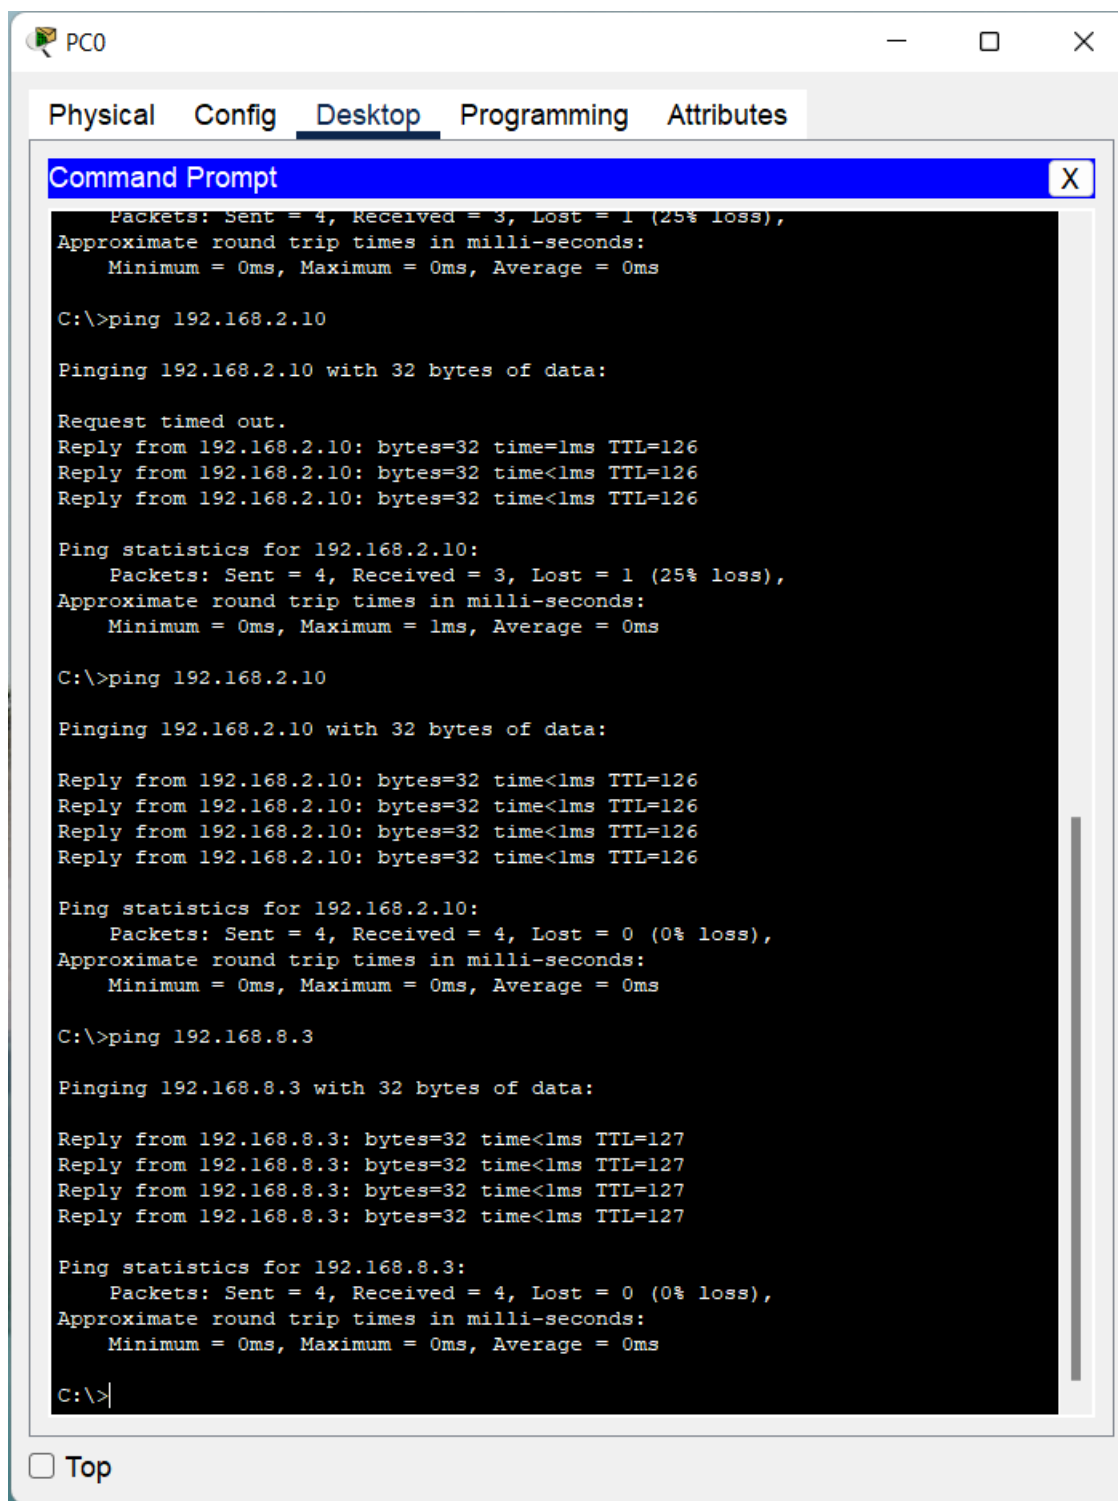 PC0
Physical Config Desktop Programming Attributes
Command Prompt X
Packets: Sent = 4, Received = 3, Lost = 1 (25% loss),
Approximate round trip times in milli-seconds:
Minimum = 0ms, Maximum = 0ms, Average = 0ms
C:\>ping 192.168.2.10
Pinging 192.168.2.10 with 32 bytes of data:
Request timed out.
Reply from 192.168.2.10: bytes=32 time=1ms TTL=126
Reply from 192.168.2.10: bytes=32 time<1ms TTL=126
Reply from 192.168.2.10: bytes=32 time<1ms TTL=126
Ping statistics for 192.168.2.10:
Packets: Sent = 4, Received = 3, Lost = 1 (25% loss),
Approximate round trip times in milli-seconds:
Minimum = 0ms, Maximum = 1ms, Average = 0ms
C:\>ping 192.168.2.10
Pinging 192.168.2.10 with 32 bytes of data:
Reply from 192.168.2.10: bytes=32 time<1ms TTL=126
Reply from 192.168.2.10: bytes=32 time<1ms TTL=126
Reply from 192.168.2.10: bytes=32 time<1ms TTL=126
Reply from 192.168.2.10: bytes=32 time<1ms TTL=126
Ping statistics for 192.168.2.10:
Packets: Sent = 4, Received = 4, Lost = 0 (0% loss),
Approximate round trip times in milli-seconds:
Minimum = 0ms, Maximum = 0ms, Average = 0ms
C:\>ping 192.168.8.3
Pinging 192.168.8.3 with 32 bytes of data:
Reply from 192.168.8.3: bytes=32 time<1ms TTL=127
Reply from 192.168.8.3: bytes=32 time<1ms TTL=127
Reply from 192.168.8.3: bytes=32 time<1ms TTL=127
Reply from 192.168.8.3: bytes=32 time<1ms TTL=127
Ping statistics for 192.168.8.3:
Packets: Sent = 4, Received = 4, Lost = 0 (0% loss),
Approximate round trip times in milli-seconds:
Minimum = 0ms, Maximum = 0ms, Average = 0ms
C:\>
Top